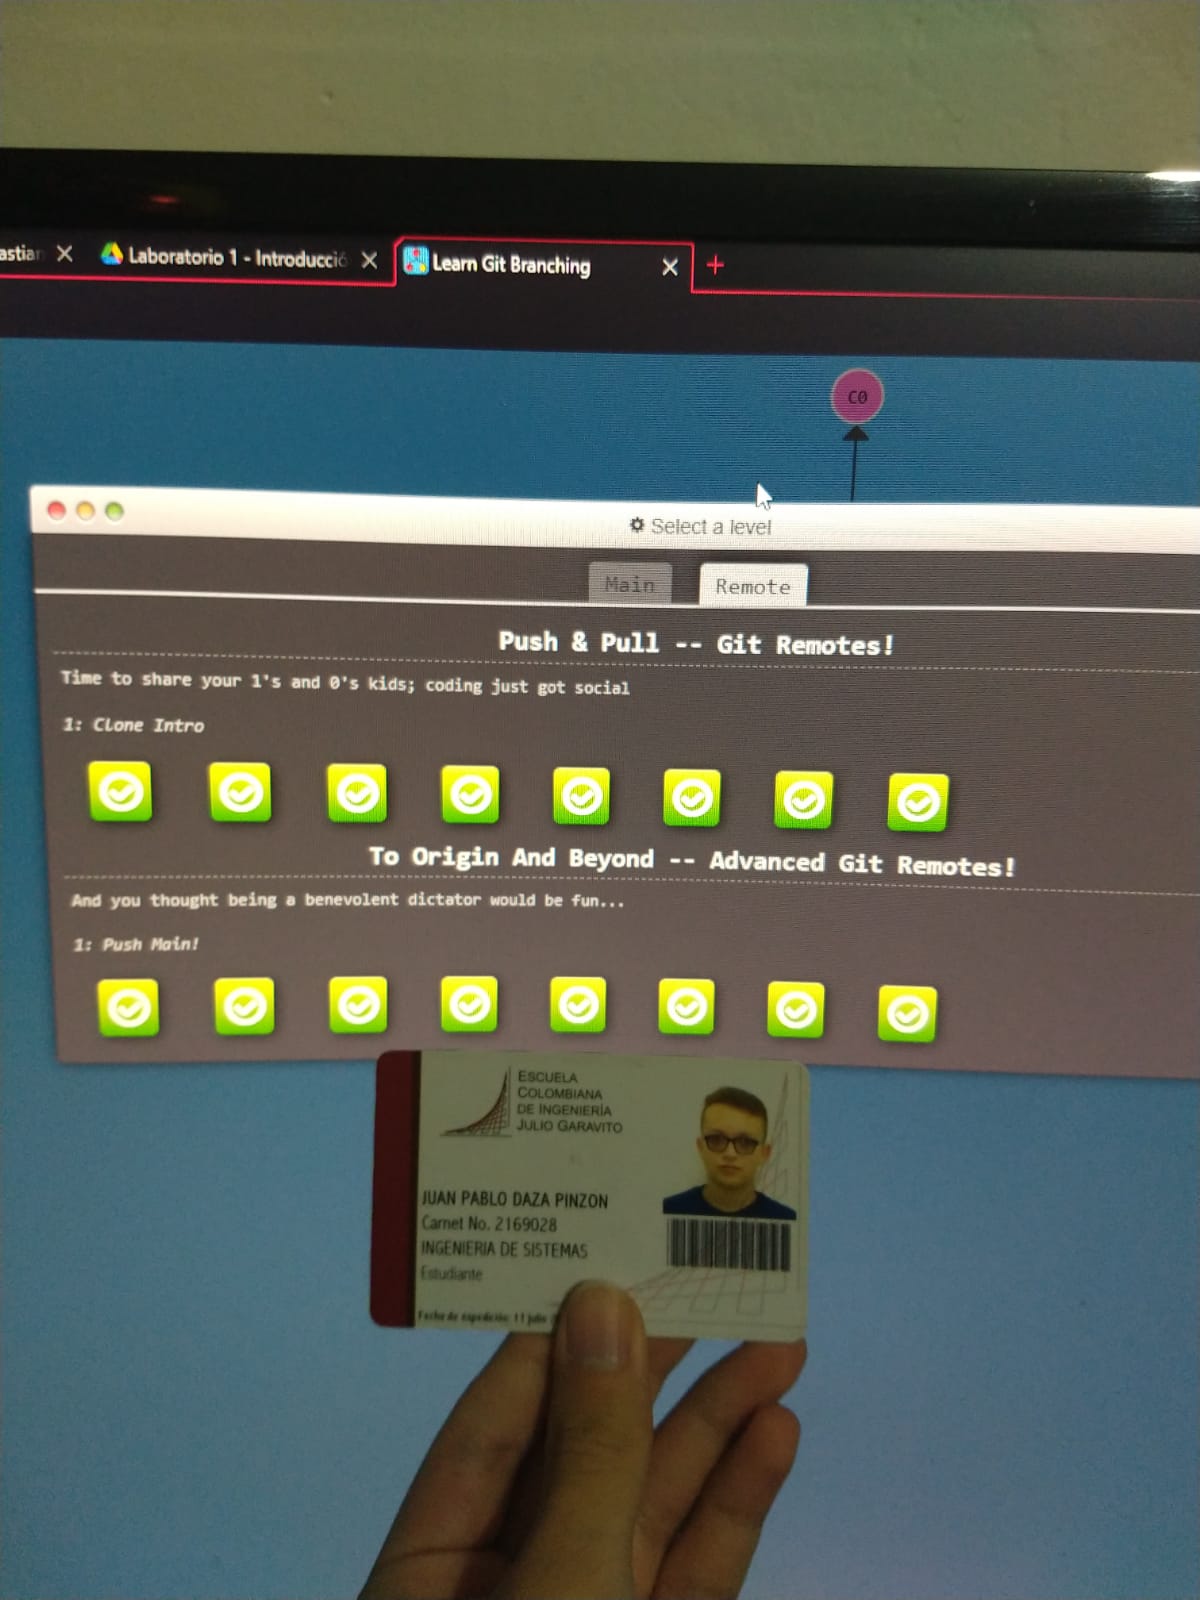 astian
Laboratorio 1 - Introducció
Learn Git Branching
C0
Select a level
Main
Remote
Push & Pull -- Git Remotes!
Time to share your 1's and 0's kids; coding just got social
1: Clone Intro
To Origin And Beyond -- Advanced Git Remotes!
And you thought being a benevolent dictator would be fun...
1: Push Main!
ESCUELA
COLOMBIANA
DE INGENIERÍA
JULIO GARAVITO
JUAN PABLO DAZA PINZON
Carnet No. 2169028
INGENIERIA DE SISTEMAS
Estudiante
Fecha de expedición: 11 julio